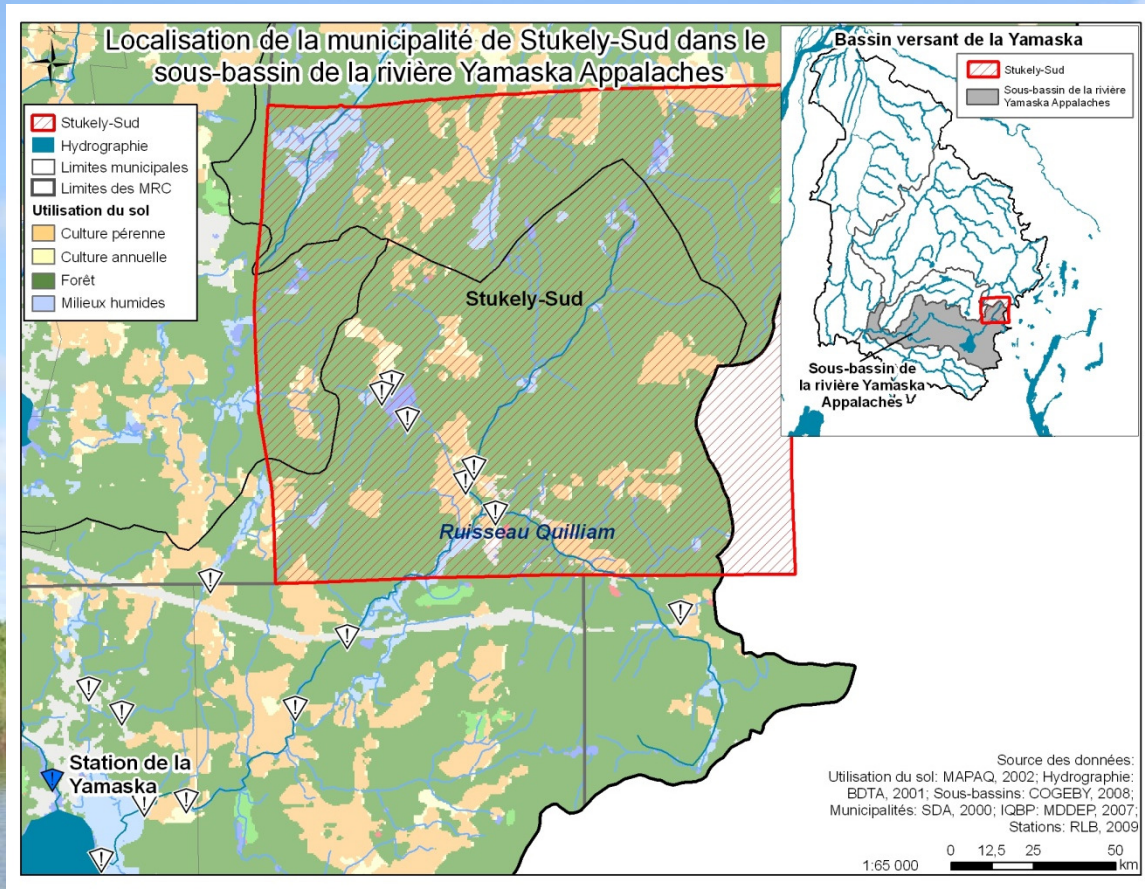 Localisation de la municipalité de Stukely-Sud dans le
sous-bassin de la rivière Yamaska Appalaches
Stukely-Sud
Hydrographie
Limites municipales
Limites des MRC
Utilisation du sol
Culture pérenne
Culture annuelle
Forêt
Milieux humides
Bassin versant de la Yamaska
Stukely-Sud
Sous-bassin de la rivière
Yamaska Appalaches
Sous-bassin de
la rivière Yamaska
Appalaches
Stukely-Sud
Ruisseau Quilliam
Station de la
Yamaska
Source des données:
Utilisation du sol: MAPAQ, 2002; Hydrographie:
BDTA, 2001; Sous-bassins: COGEBY, 2008;
Municipalités: SDA, 2000; IQBP: MDDEP, 2007;
Stations: RLB, 2009
1:65 000
0 12,5 25 50
km